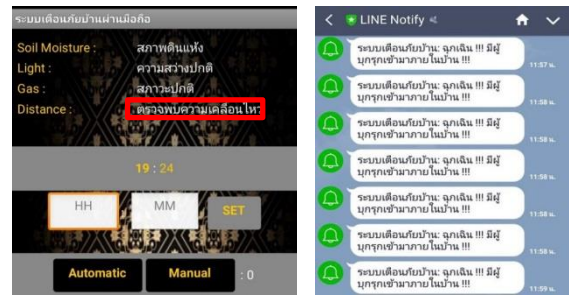 ระบบเตือนภัยบ้านผ่านมือถือ
Soil Moisture : สภาพดินแห้ง
Light : ความสว่างปกติ
Gas : สภาวะปกติ
Distance : ตรวจพบความเคลื่อนไหว
19 : 24
HH MM SET
Automatic Manual : 0
LINE Notify
ระบบเตือนภัยบ้าน: ฉุกเฉิน !!! มีผู้
บุกรุกเข้ามาภายในบ้าน !!!
11:57 น.
ระบบเตือนภัยบ้าน: ฉุกเฉิน !!! มีผู้
บุกรุกเข้ามาภายในบ้าน !!!
11:58 น.
ระบบเตือนภัยบ้าน: ฉุกเฉิน !!! มีผู้
บุกรุกเข้ามาภายในบ้าน !!!
11:58 น.
ระบบเตือนภัยบ้าน: ฉุกเฉิน !!! มีผู้
บุกรุกเข้ามาภายในบ้าน !!!
11:58 น.
ระบบเตือนภัยบ้าน: ฉุกเฉิน !!! มีผู้
บุกรุกเข้ามาภายในบ้าน !!!
11:58 น.
ระบบเตือนภัยบ้าน: ฉุกเฉิน !!! มีผู้
บุกรุกเข้ามาภายในบ้าน !!!
11:58 น.
ระบบเตือนภัยบ้าน: ฉุกเฉิน !!! มีผู้
บุกรุกเข้ามาภายในบ้าน !!!
11:59 น.